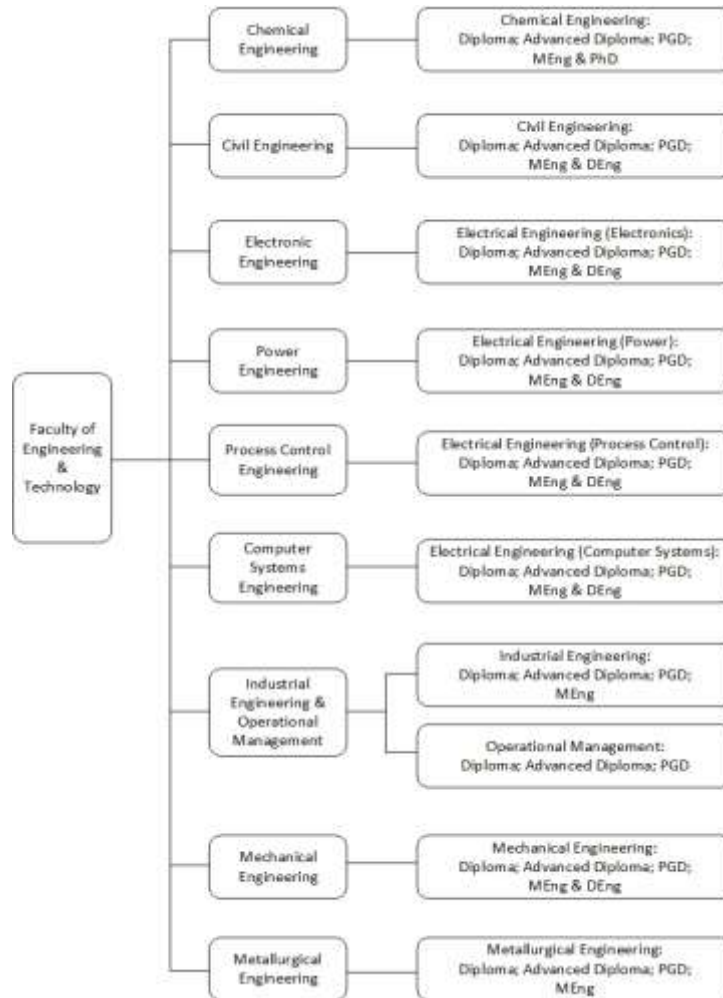 Chemical
Engineering
Chemical Engineering:
Diploma; Advanced Diploma; PGD;
MEng & PhD
Civil Engineering
Civil Engineering:
Diploma; Advanced Diploma; PGD;
MEng & DEng
Electronic
Engineering
Electrical Engineering (Electronics):
Diploma; Advanced Diploma; PGD;
MEng & DEng
Power
Engineering
Electrical Engineering (Power):
Diploma; Advanced Diploma; PGD;
MEng & DEng
Faculty of
Engineering
&
Technology
Process Control
Engineering
Electrical Engineering (Process Control):
Diploma; Advanced Diploma; PGD;
MEng & DEng
Computer
Systems
Engineering
Electrical Engineering (Computer Systems):
Diploma; Advanced Diploma; PGD;
MEng & DEng
Industrial
Engineering &
Operational
Management
Industrial Engineering:
Diploma; Advanced Diploma; PGD;
MEng
Operational Management:
Diploma; Advanced Diploma; PGD
Mechanical
Engineering
Mechanical Engineering:
Diploma; Advanced Diploma; PGD;
MEng & DEng
Metallurgical
Engineering
Metallurgical Engineering:
Diploma; Advanced Diploma; PGD;
MEng